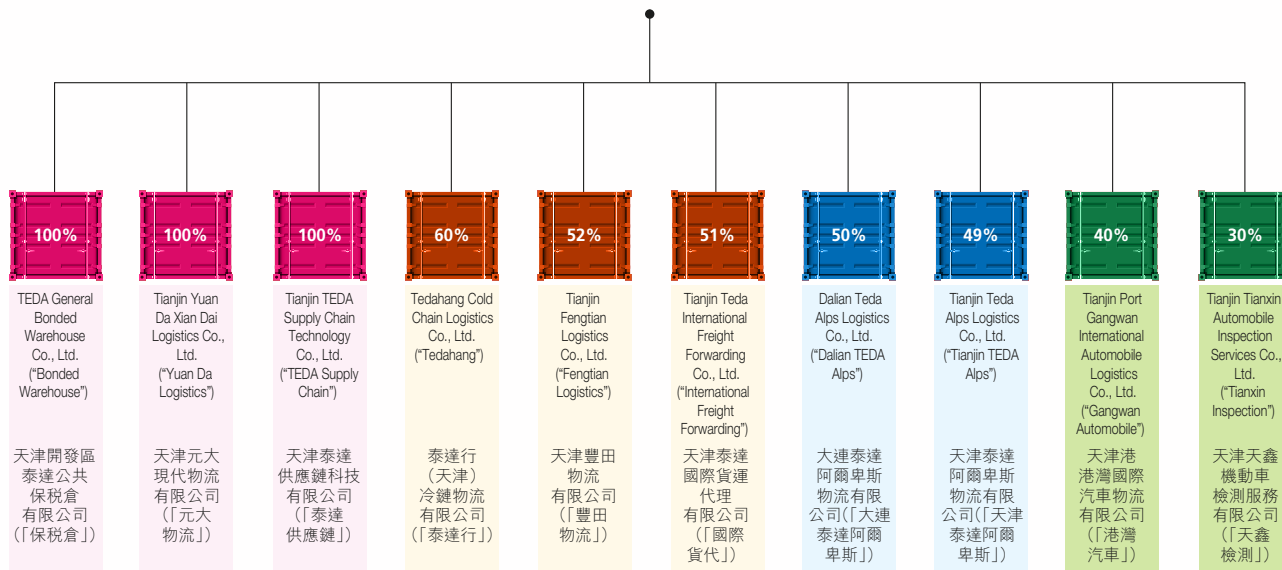 100%
TEDA General
Bonded
Warehouse
Co., Ltd.
(“Bonded
Warehouse”)
天津開發區
泰達公共
保税倉
有限公司
(「保税倉」)
100%
Tianjin Yuan
Da Xian Dai
Logistics Co.,
Ltd.
(“Yuan Da
Logistics”)
天津元大
現代物流
有限公司
(「元大
物流」)
100%
Tianjin TEDA
Supply Chain
Technology
Co., Ltd.
(“TEDA Supply
Chain”)
天津泰達
供應鏈科技
有限公司
(「泰達
供應鏈」)
60%
Tedahang Cold
Chain Logistics
Co., Ltd.
(“Tedahang”)
泰達行
(天津)
冷鏈物流
有限公司
(「泰達行」)
52%
Tianjin
Fengtian
Logistics
Co., Ltd.
(“Fengtian
Logistics”)
天津豐田
物流
有限公司
(「豐田
物流」)
51%
Tianjin Teda
International
Freight
Forwarding
Co., Ltd.
(“International
Freight
Forwarding”)
天津泰達
國際貨運
代理
有限公司
(「國際
貨代」)
50%
Dalian Teda
Alps Logistics
Co., Ltd.
(“Dalian TEDA
Alps”)
大連泰達
阿爾卑斯
物流有限
公司(「大連
泰達阿爾
卑斯」)
49%
Tianjin Teda
Alps Logistics
Co., Ltd.
(“Tianjin TEDA
Alps”)
天津泰達
阿爾卑斯
物流有限
公司(「天津
泰達阿爾
卑斯」)
40%
Tianjin Port
Gangwan
International
Automobile
Logistics
Co., Ltd.
(“Gangwan
Automobile”)
天津港
港灣國際
汽車物流
有限公司
(「港灣
汽車」)
30%
Tianjin Tianxin
Automobile
Inspection
Services Co.,
Ltd.
(“Tianxin
Inspection”)
天津天鑫
機動車
檢測服務
有限公司
(「天鑫
檢測」)